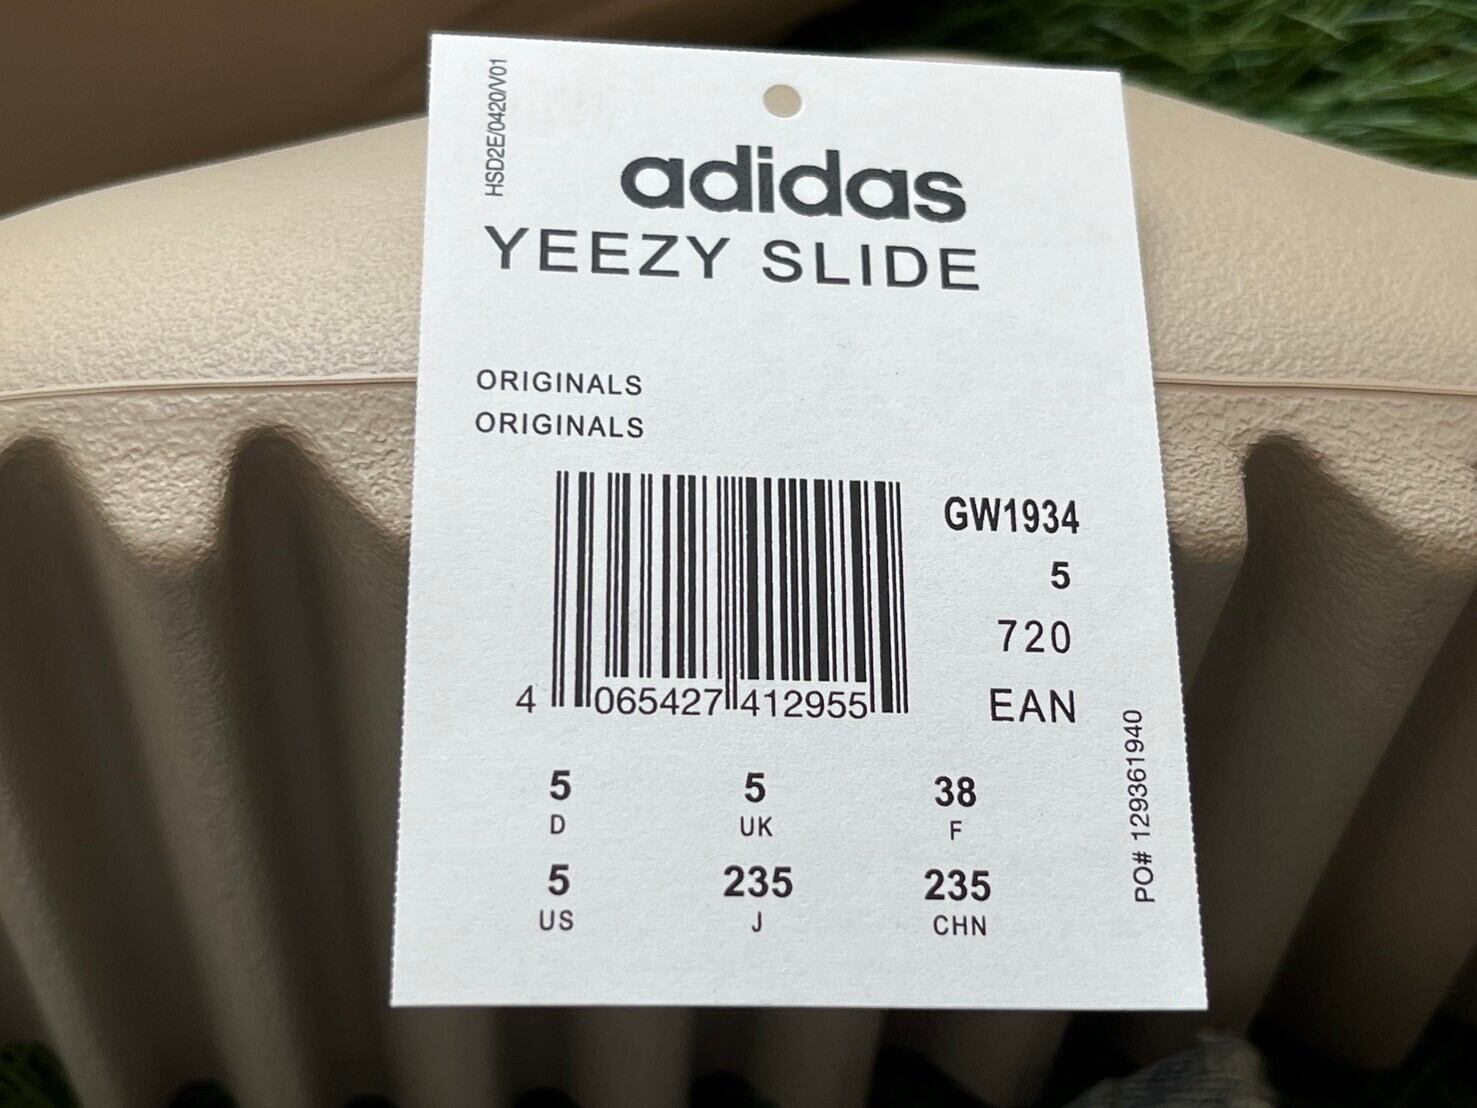 HSD2E/0420/V01
adidas
YEEZY SLIDE
ORIGINALS
ORIGINALS
GW1934
5
720
EAN
4 065427 412955
5 5 38
D UK F
5 235 235
US J CHN
PO# 129361940